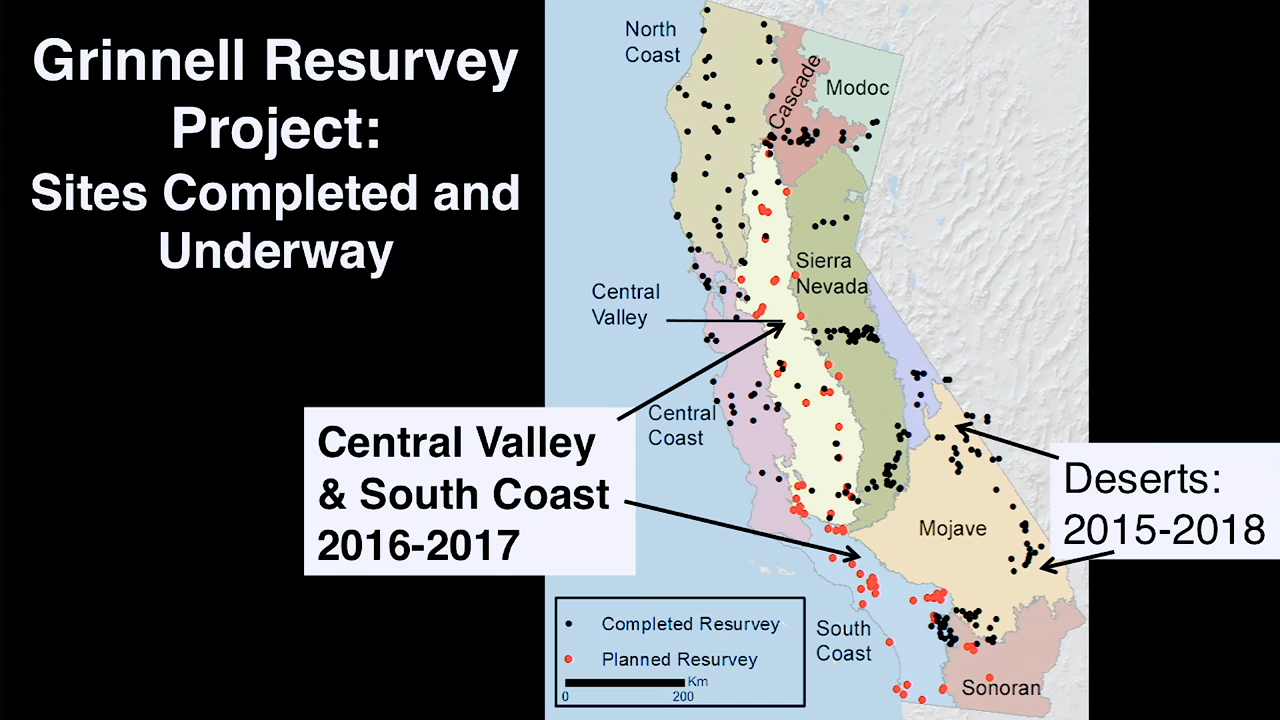 Grinnell Resurvey
Project:
Sites Completed and
Underway
North
Coast
Cascade
Modoc
Sierra
Nevada
Central
Valley
Central
Coast
Central Valley
& South Coast
2016-2017
Deserts:
2015-2018
Mojave
South
Coast
Sonoran
Completed Resurvey
Planned Resurvey
Km
0 200